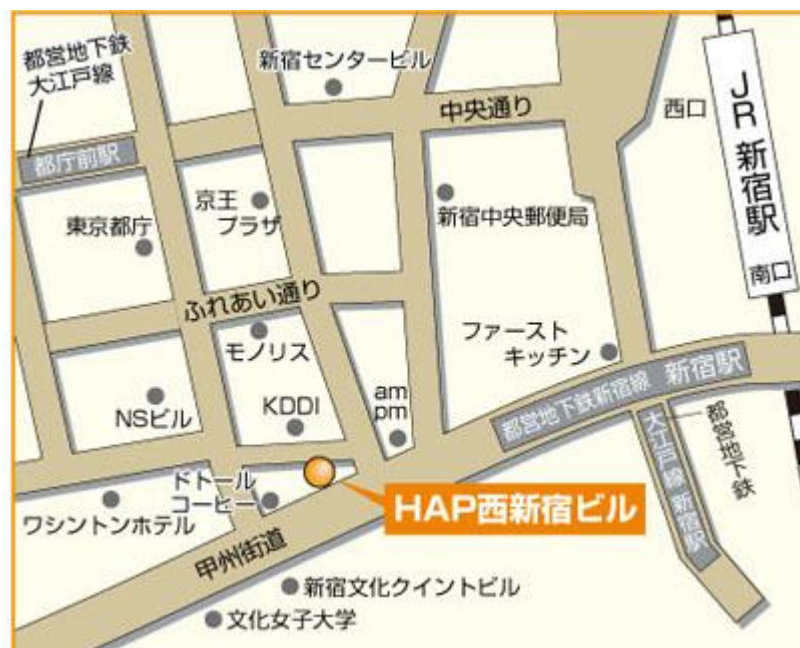 都営地下鉄
大江戸線
新宿センタービル
中央通り
西口
JR 新宿駅
南口
都庁前駅
京王
プラザ
新宿中央郵便局
東京都庁
ふれあい通り
モノリス
ファースト
キッチン
am
pm
NSビル
KDDI
都営地下鉄新宿線 新宿駅
大江戸線 新宿駅
都営地下鉄
ドトール
コーヒー
ワシントンホテル
HAP西新宿ビル
甲州街道
新宿文化クイントビル
文化女子大学